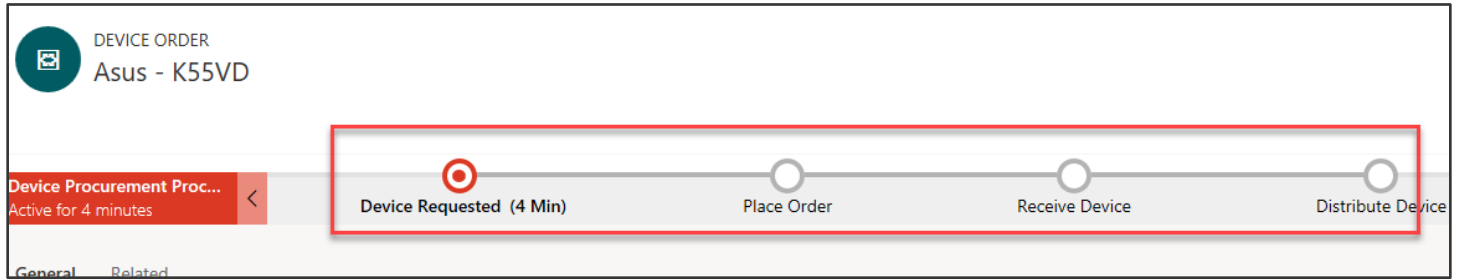 DEVICE ORDER
Asus - K55VD
Device Procurement Proc...
Active for 4 minutes
Device Requested (4 Min)
Place Order
Receive Device
Distribute Device
General Related